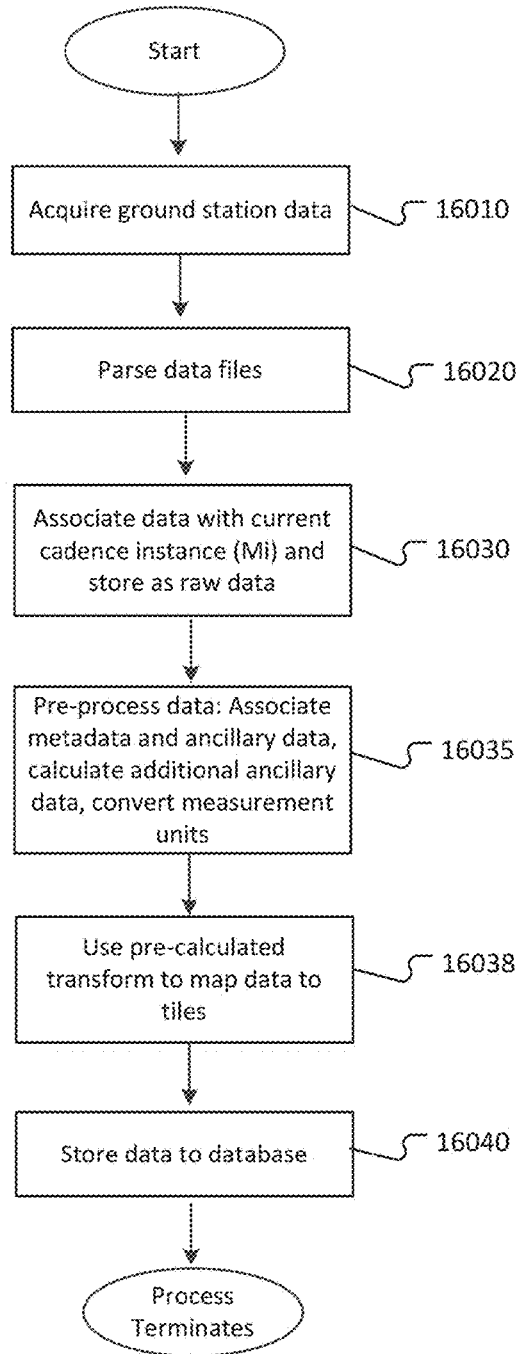 Start
Acquire ground station data
16010
Parse data files
16020
Associate data with current
cadence instance (Mi) and
store as raw data
16030
Pre-process data: Associate
metadata and ancillary data,
calculate additional ancillary
data, convert measurement
units
16035
Use pre-calculated
transform to map data to
tiles
16038
Store data to database
16040
Process
Terminates